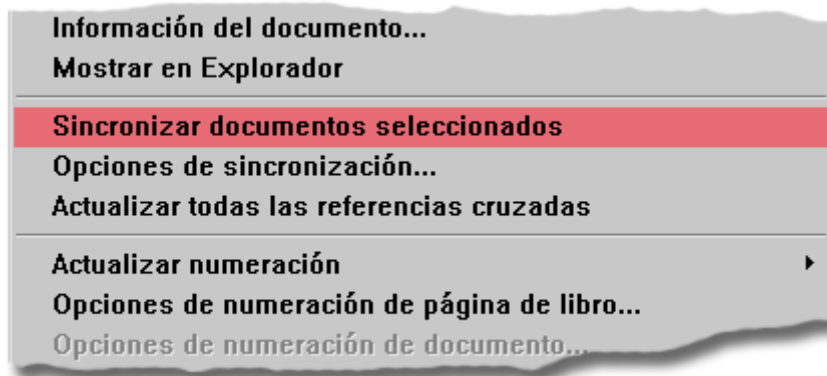 Información del documento...
Mostrar en Explorador
Sincronizar documentos seleccionados
Opciones de sincronización...
Actualizar todas las referencias cruzadas
Actualizar numeración
Opciones de numeración de página de libro...
Opciones de numeración de documento...